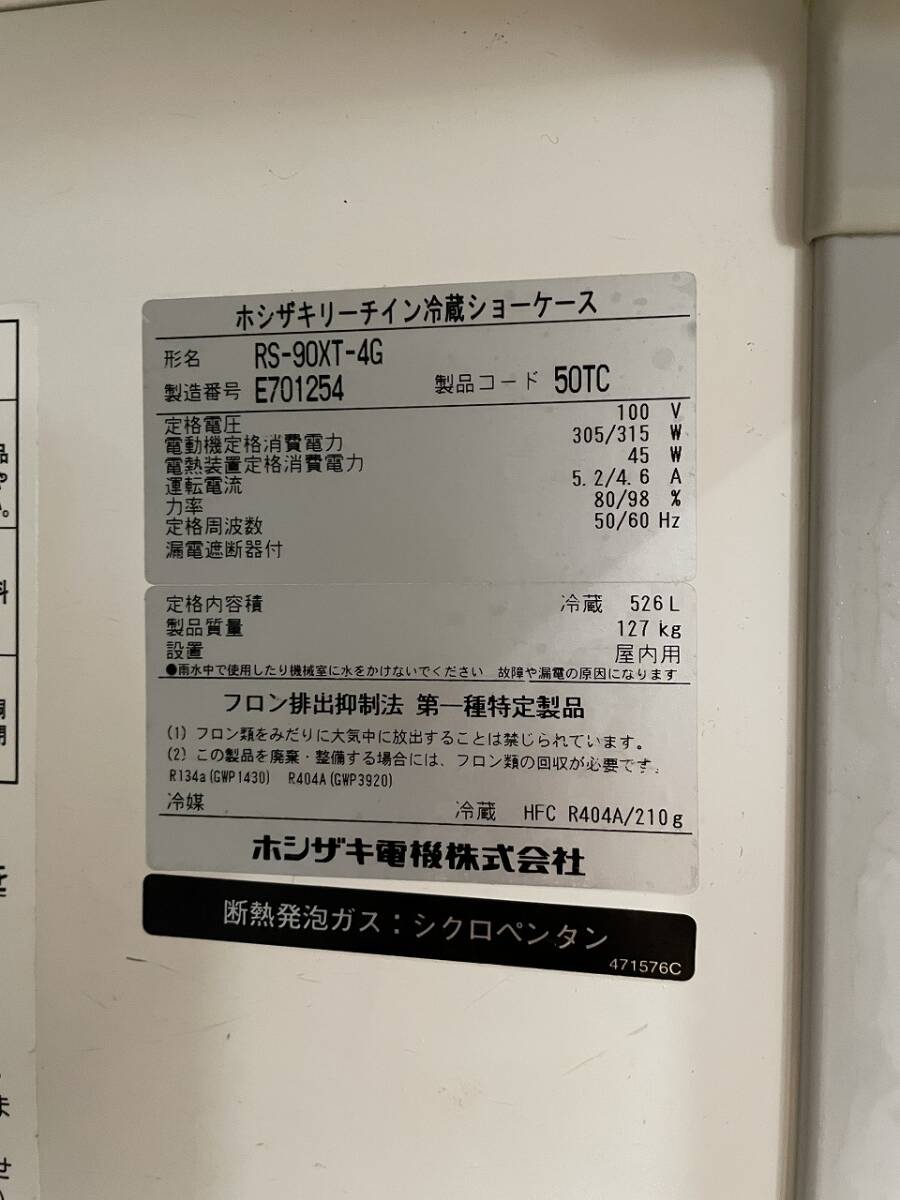 ホシザキリーチイン冷蔵ショーケース
形名 RS-90XT-4G
製造番号 E701254 製品コード 50TC
定格電圧 100 V
電動機定格消費電力 305/315 W
電熱装置定格消費電力 45 W
運転電流 5.2/4.6 A
力率 80/98 %
定格周波数 50/60 Hz
漏電遮断器付
定格内容積 冷蔵 526L
製品質量 127 kg
設置 屋内用
●雨水中で使用したり機械室に水をかけないでください 故障や漏電の原因になります
フロン排出抑制法 第一種特定製品
(1) フロン類をみだりに大気中に放出することは禁じられています。
(2) この製品を廃棄・整備する場合には、フロン類の回収が必要です。
R134a(GWP1430) R404A(GWP3920)
冷媒 冷蔵 HFC R404A/210g
ホシザキ電機株式会社
断熱発泡ガス：シクロペンタン
471576C
品
や
い。
料
調
閉
を
ま
せ